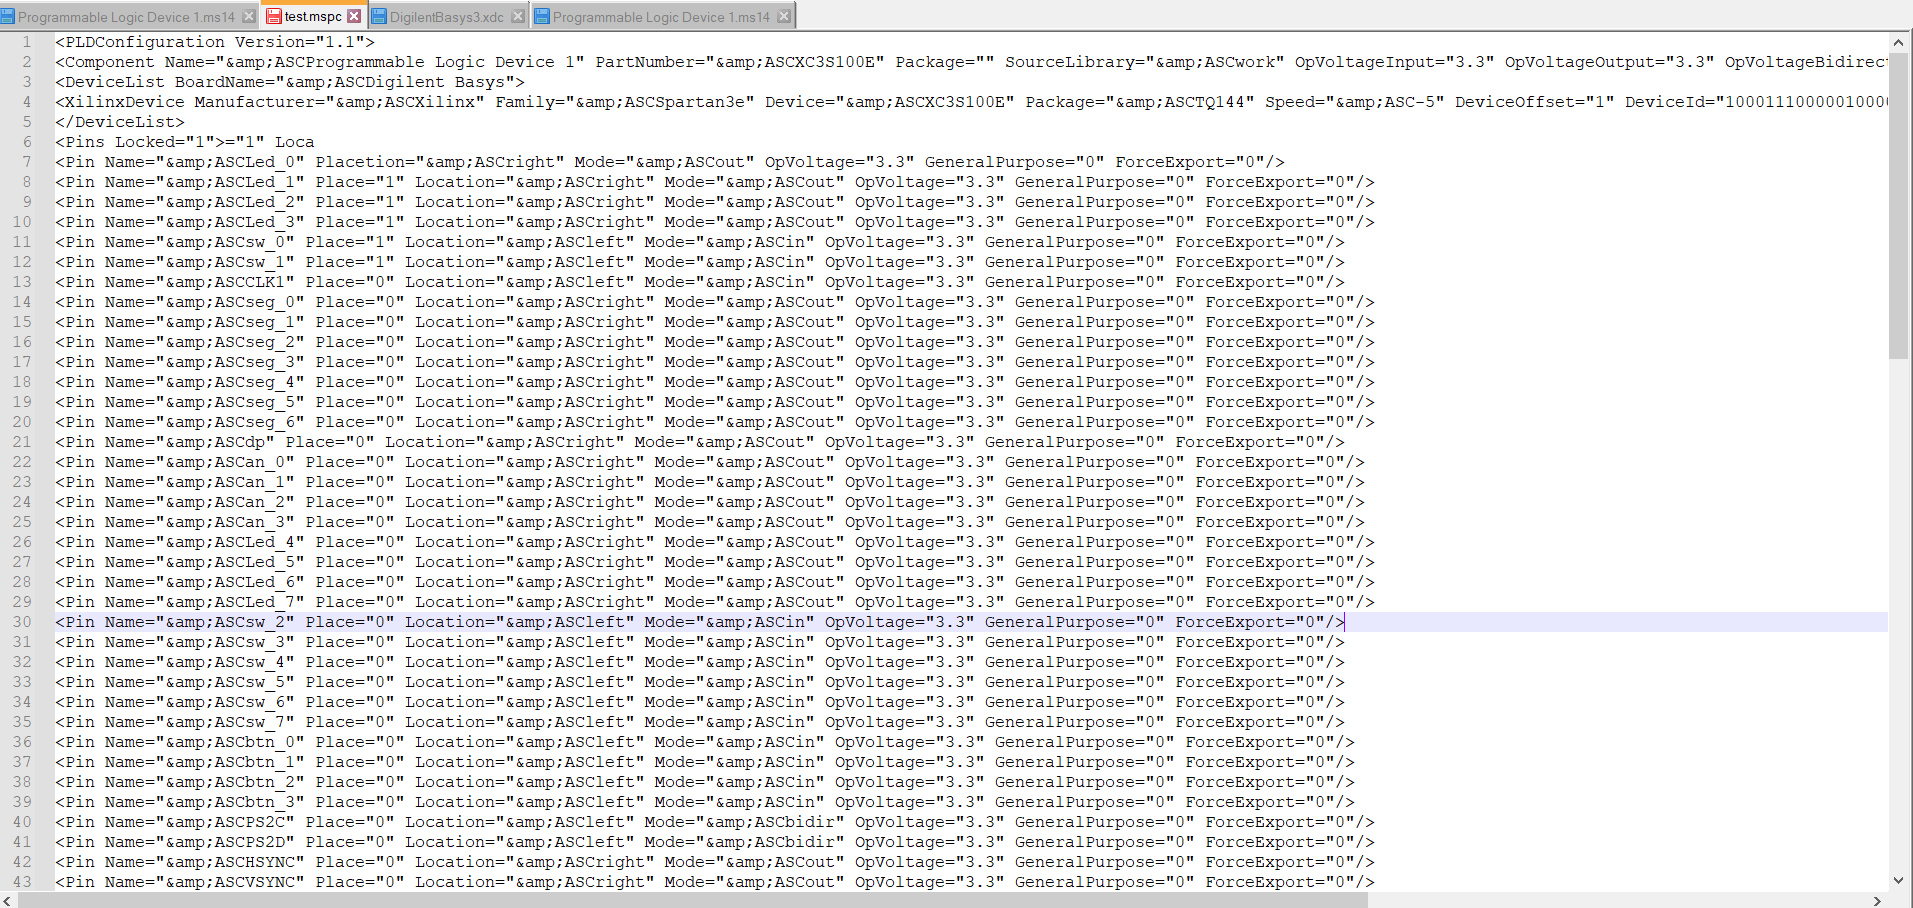 Programmable Logic Device 1.ms14 test.mspc DigilentBasys3.xdc Programmable Logic Device 1.ms14
1 <PLDConfiguration Version="1.1">
2 <Component Name="&amp;ASCProgrammable Logic Device 1" PartNumber="&amp;ASCXC3S100E" Package="" SourceLibrary="&amp;ASCwork" OpVoltageInput="3.3" OpVoltageOutput="3.3" OpVoltageBidirec
3 <DeviceList BoardName="&amp;ASCDigilent Basys">
4 <XilinxDevice Manufacturer="&amp;ASCXilinx" Family="&amp;ASCSpartan3e" Device="&amp;ASCXC3S100E" Package="&amp;ASCTQ144" Speed="&amp;ASC-5" DeviceOffset="1" DeviceId="1000111000001000
5 </DeviceList>
6 <Pins Locked="1">="1" Loca
7 <Pin Name="&amp;ASCLed_0" Placetion="&amp;ASCright" Mode="&amp;ASCout" OpVoltage="3.3" GeneralPurpose="0" ForceExport="0"/>
8 <Pin Name="&amp;ASCLed_1" Place="1" Location="&amp;ASCright" Mode="&amp;ASCout" OpVoltage="3.3" GeneralPurpose="0" ForceExport="0"/>
9 <Pin Name="&amp;ASCLed_2" Place="1" Location="&amp;ASCright" Mode="&amp;ASCout" OpVoltage="3.3" GeneralPurpose="0" ForceExport="0"/>
10 <Pin Name="&amp;ASCLed_3" Place="1" Location="&amp;ASCright" Mode="&amp;ASCout" OpVoltage="3.3" GeneralPurpose="0" ForceExport="0"/>
11 <Pin Name="&amp;ASCsw_0" Place="1" Location="&amp;ASCleft" Mode="&amp;ASCin" OpVoltage="3.3" GeneralPurpose="0" ForceExport="0"/>
12 <Pin Name="&amp;ASCsw_1" Place="1" Location="&amp;ASCleft" Mode="&amp;ASCin" OpVoltage="3.3" GeneralPurpose="0" ForceExport="0"/>
13 <Pin Name="&amp;ASCCLK1" Place="0" Location="&amp;ASCleft" Mode="&amp;ASCin" OpVoltage="3.3" GeneralPurpose="0" ForceExport="0"/>
14 <Pin Name="&amp;ASCseg_0" Place="0" Location="&amp;ASCright" Mode="&amp;ASCout" OpVoltage="3.3" GeneralPurpose="0" ForceExport="0"/>
15 <Pin Name="&amp;ASCseg_1" Place="0" Location="&amp;ASCright" Mode="&amp;ASCout" OpVoltage="3.3" GeneralPurpose="0" ForceExport="0"/>
16 <Pin Name="&amp;ASCseg_2" Place="0" Location="&amp;ASCright" Mode="&amp;ASCout" OpVoltage="3.3" GeneralPurpose="0" ForceExport="0"/>
17 <Pin Name="&amp;ASCseg_3" Place="0" Location="&amp;ASCright" Mode="&amp;ASCout" OpVoltage="3.3" GeneralPurpose="0" ForceExport="0"/>
18 <Pin Name="&amp;ASCseg_4" Place="0" Location="&amp;ASCright" Mode="&amp;ASCout" OpVoltage="3.3" GeneralPurpose="0" ForceExport="0"/>
19 <Pin Name="&amp;ASCseg_5" Place="0" Location="&amp;ASCright" Mode="&amp;ASCout" OpVoltage="3.3" GeneralPurpose="0" ForceExport="0"/>
20 <Pin Name="&amp;ASCseg_6" Place="0" Location="&amp;ASCright" Mode="&amp;ASCout" OpVoltage="3.3" GeneralPurpose="0" ForceExport="0"/>
21 <Pin Name="&amp;ASCdp" Place="0" Location="&amp;ASCright" Mode="&amp;ASCout" OpVoltage="3.3" GeneralPurpose="0" ForceExport="0"/>
22 <Pin Name="&amp;ASCan_0" Place="0" Location="&amp;ASCright" Mode="&amp;ASCout" OpVoltage="3.3" GeneralPurpose="0" ForceExport="0"/>
23 <Pin Name="&amp;ASCan_1" Place="0" Location="&amp;ASCright" Mode="&amp;ASCout" OpVoltage="3.3" GeneralPurpose="0" ForceExport="0"/>
24 <Pin Name="&amp;ASCan_2" Place="0" Location="&amp;ASCright" Mode="&amp;ASCout" OpVoltage="3.3" GeneralPurpose="0" ForceExport="0"/>
25 <Pin Name="&amp;ASCan_3" Place="0" Location="&amp;ASCright" Mode="&amp;ASCout" OpVoltage="3.3" GeneralPurpose="0" ForceExport="0"/>
26 <Pin Name="&amp;ASCLed_4" Place="0" Location="&amp;ASCright" Mode="&amp;ASCout" OpVoltage="3.3" GeneralPurpose="0" ForceExport="0"/>
27 <Pin Name="&amp;ASCLed_5" Place="0" Location="&amp;ASCright" Mode="&amp;ASCout" OpVoltage="3.3" GeneralPurpose="0" ForceExport="0"/>
28 <Pin Name="&amp;ASCLed_6" Place="0" Location="&amp;ASCright" Mode="&amp;ASCout" OpVoltage="3.3" GeneralPurpose="0" ForceExport="0"/>
29 <Pin Name="&amp;ASCLed_7" Place="0" Location="&amp;ASCright" Mode="&amp;ASCout" OpVoltage="3.3" GeneralPurpose="0" ForceExport="0"/>
30 <Pin Name="&amp;ASCsw_2" Place="0" Location="&amp;ASCleft" Mode="&amp;ASCin" OpVoltage="3.3" GeneralPurpose="0" ForceExport="0"/>
31 <Pin Name="&amp;ASCsw_3" Place="0" Location="&amp;ASCleft" Mode="&amp;ASCin" OpVoltage="3.3" GeneralPurpose="0" ForceExport="0"/>
32 <Pin Name="&amp;ASCsw_4" Place="0" Location="&amp;ASCleft" Mode="&amp;ASCin" OpVoltage="3.3" GeneralPurpose="0" ForceExport="0"/>
33 <Pin Name="&amp;ASCsw_5" Place="0" Location="&amp;ASCleft" Mode="&amp;ASCin" OpVoltage="3.3" GeneralPurpose="0" ForceExport="0"/>
34 <Pin Name="&amp;ASCsw_6" Place="0" Location="&amp;ASCleft" Mode="&amp;ASCin" OpVoltage="3.3" GeneralPurpose="0" ForceExport="0"/>
35 <Pin Name="&amp;ASCsw_7" Place="0" Location="&amp;ASCleft" Mode="&amp;ASCin" OpVoltage="3.3" GeneralPurpose="0" ForceExport="0"/>
36 <Pin Name="&amp;ASCbtn_0" Place="0" Location="&amp;ASCleft" Mode="&amp;ASCin" OpVoltage="3.3" GeneralPurpose="0" ForceExport="0"/>
37 <Pin Name="&amp;ASCbtn_1" Place="0" Location="&amp;ASCleft" Mode="&amp;ASCin" OpVoltage="3.3" GeneralPurpose="0" ForceExport="0"/>
38 <Pin Name="&amp;ASCbtn_2" Place="0" Location="&amp;ASCleft" Mode="&amp;ASCin" OpVoltage="3.3" GeneralPurpose="0" ForceExport="0"/>
39 <Pin Name="&amp;ASCbtn_3" Place="0" Location="&amp;ASCleft" Mode="&amp;ASCin" OpVoltage="3.3" GeneralPurpose="0" ForceExport="0"/>
40 <Pin Name="&amp;ASCPS2C" Place="0" Location="&amp;ASCleft" Mode="&amp;ASCbidir" OpVoltage="3.3" GeneralPurpose="0" ForceExport="0"/>
41 <Pin Name="&amp;ASCPS2D" Place="0" Location="&amp;ASCleft" Mode="&amp;ASCbidir" OpVoltage="3.3" GeneralPurpose="0" ForceExport="0"/>
42 <Pin Name="&amp;ASCHSYNC" Place="0" Location="&amp;ASCright" Mode="&amp;ASCout" OpVoltage="3.3" GeneralPurpose="0" ForceExport="0"/>
43 <Pin Name="&amp;ASCVSYNC" Place="0" Location="&amp;ASCright" Mode="&amp;ASCout" OpVoltage="3.3" GeneralPurpose="0" ForceExport="0"/>